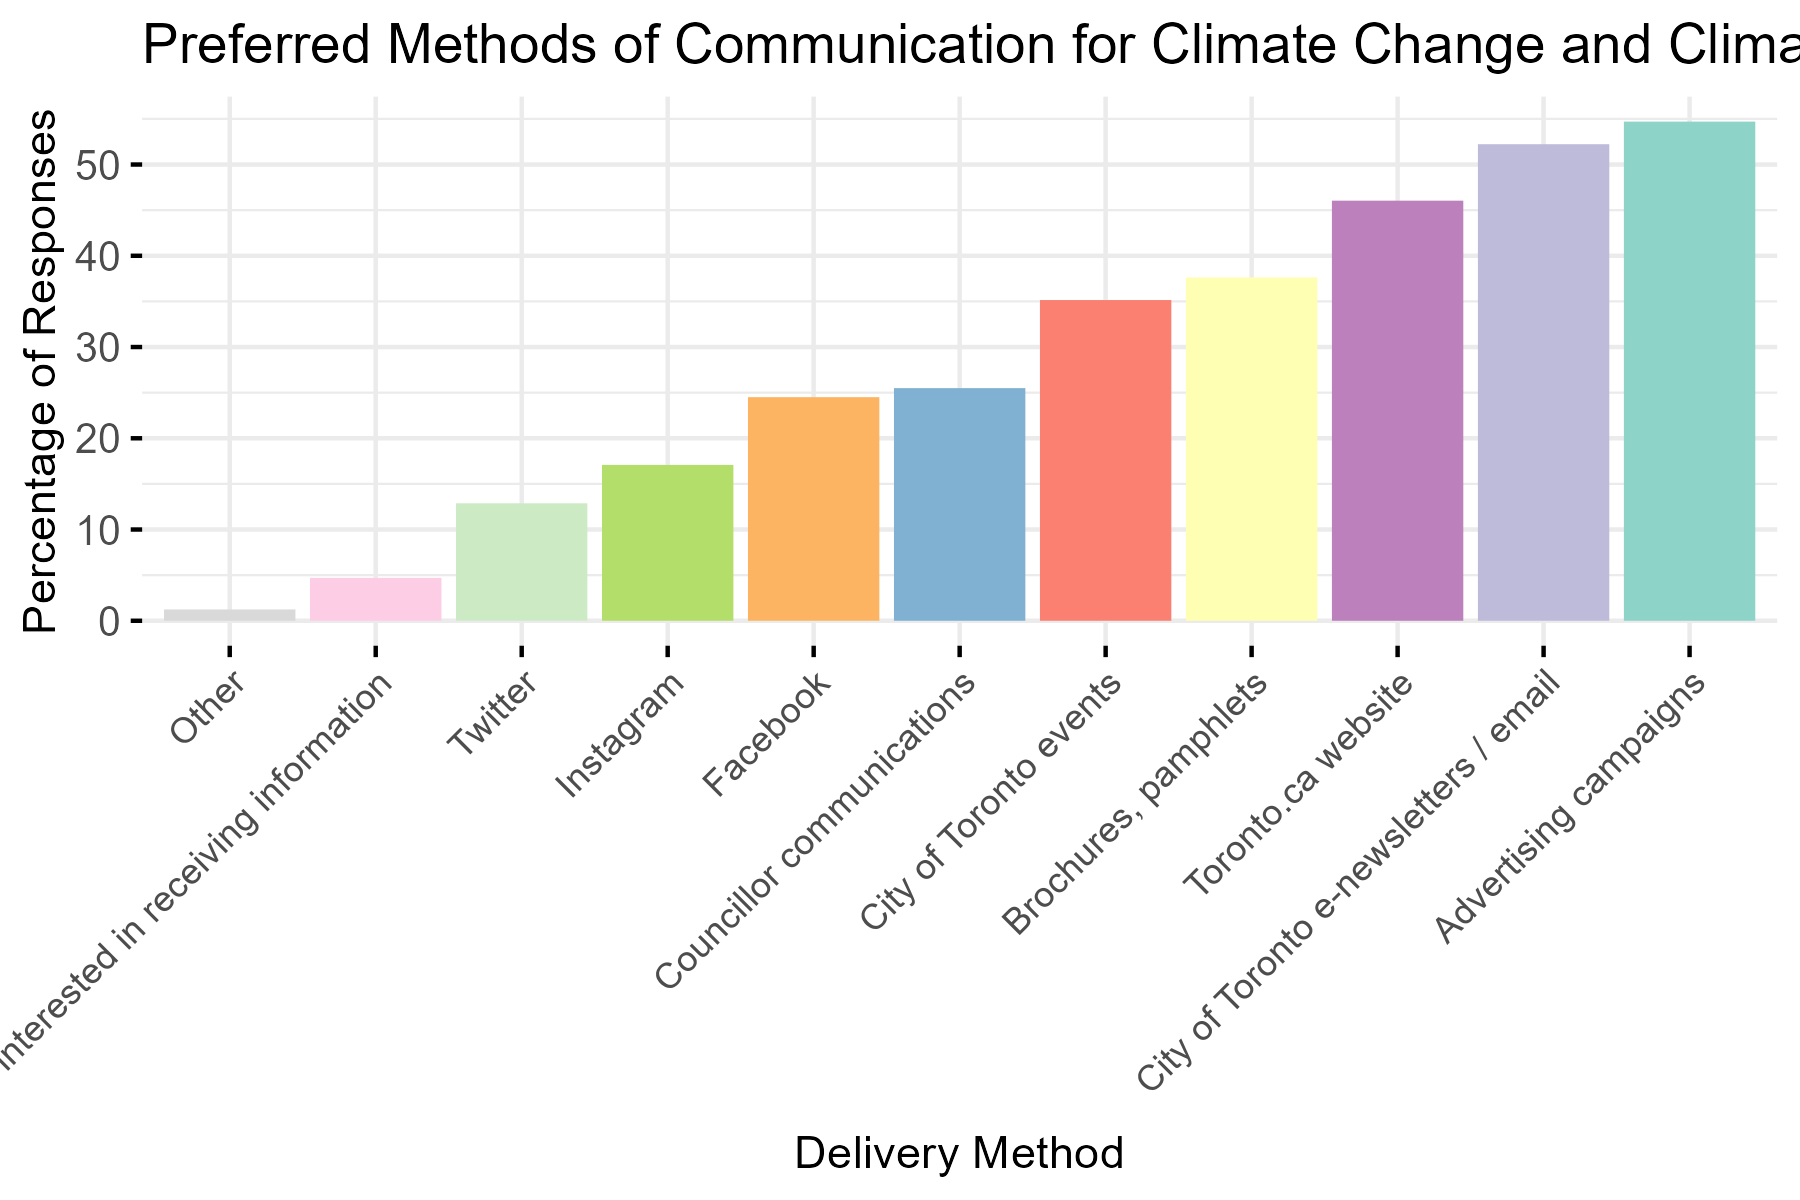 Preferred Methods of Communication for Climate Change and
Percentage of Responses
50
40
30
20
10
0
Other
interested in receiving information
Twitter
Instagram
Facebook
Councillor communications
City of Toronto events
Brochures, pamphlets
Toronto.ca website
City of Toronto e-newsletters / email
Advertising campaigns
Delivery Method